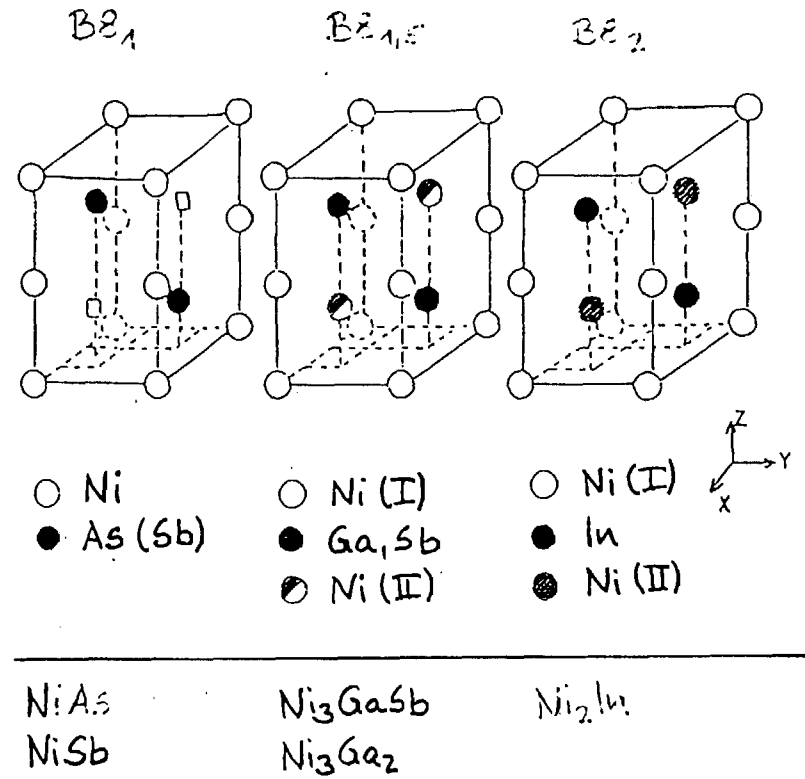 B8₁ B8₁,₅ B8₂
Z
Y
X
Ni Ni (I) Ni (I)
As (Sb) Ga, Sb In
Ni (II) Ni (II)
NiAs Ni₃GaSb Ni₂In
NiSb Ni₃Ga₂